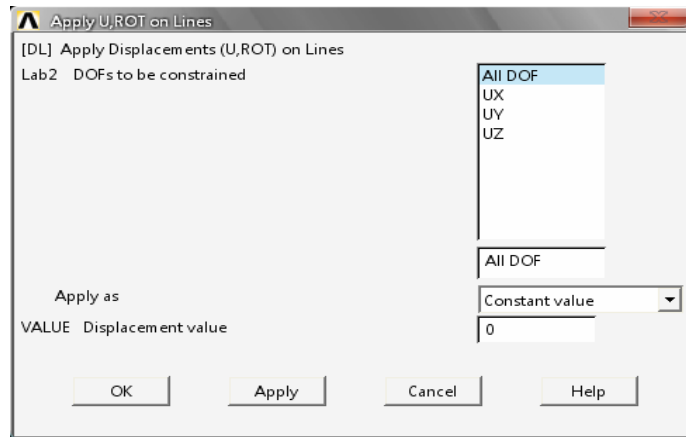 Apply U,ROT on Lines
[DL] Apply Displacements (U,ROT) on Lines
Lab2 DOFs to be constrained
All DOF
UX
UY
UZ
All DOF
Apply as
Constant value
VALUE Displacement value
0
OK
Apply
Cancel
Help